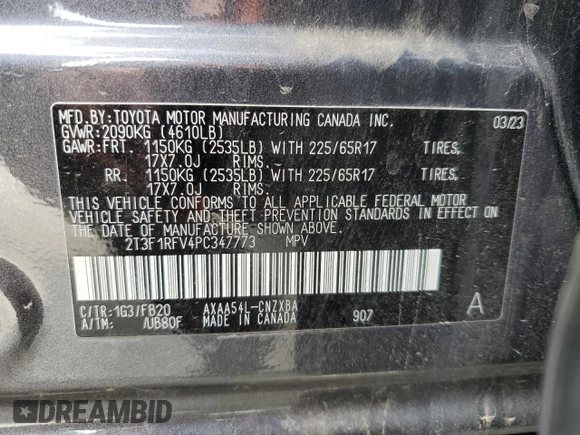 MFD.BY:TOYOTA MOTOR MANUFACTURING CANADA INC. 03/23
GVWR:2090KG (4610LB)
GAWR:FRT. 1150KG (2535LB) WITH 225/65R17 TIRES,
17X7.0J RIMS.
RR. 1150KG (2535LB) WITH 225/65R17 TIRES,
17X7.0J RIMS.
THIS VEHICLE CONFORMS TO ALL APPLICABLE FEDERAL MOTOR
VEHICLE SAFETY AND THEFT PREVENTION STANDARDS IN EFFECT ON
THE DATE OF MANUFACTURE SHOWN ABOVE.
2T3F1RFV4PC347773 MPV
C/TR:1G3/FB20 AXAA54L-CNZXBA A
A/TM: /UB80F MADE IN CANADA 907
DREAMBID